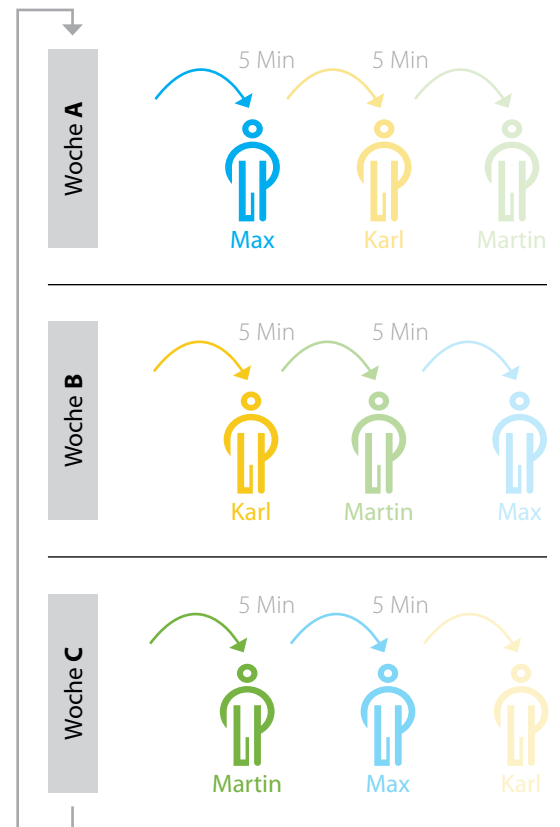 Woche A
5 Min 5 Min
Max Karl Martin
Woche B
5 Min 5 Min
Karl Martin Max
Woche C
5 Min 5 Min
Martin Max Karl